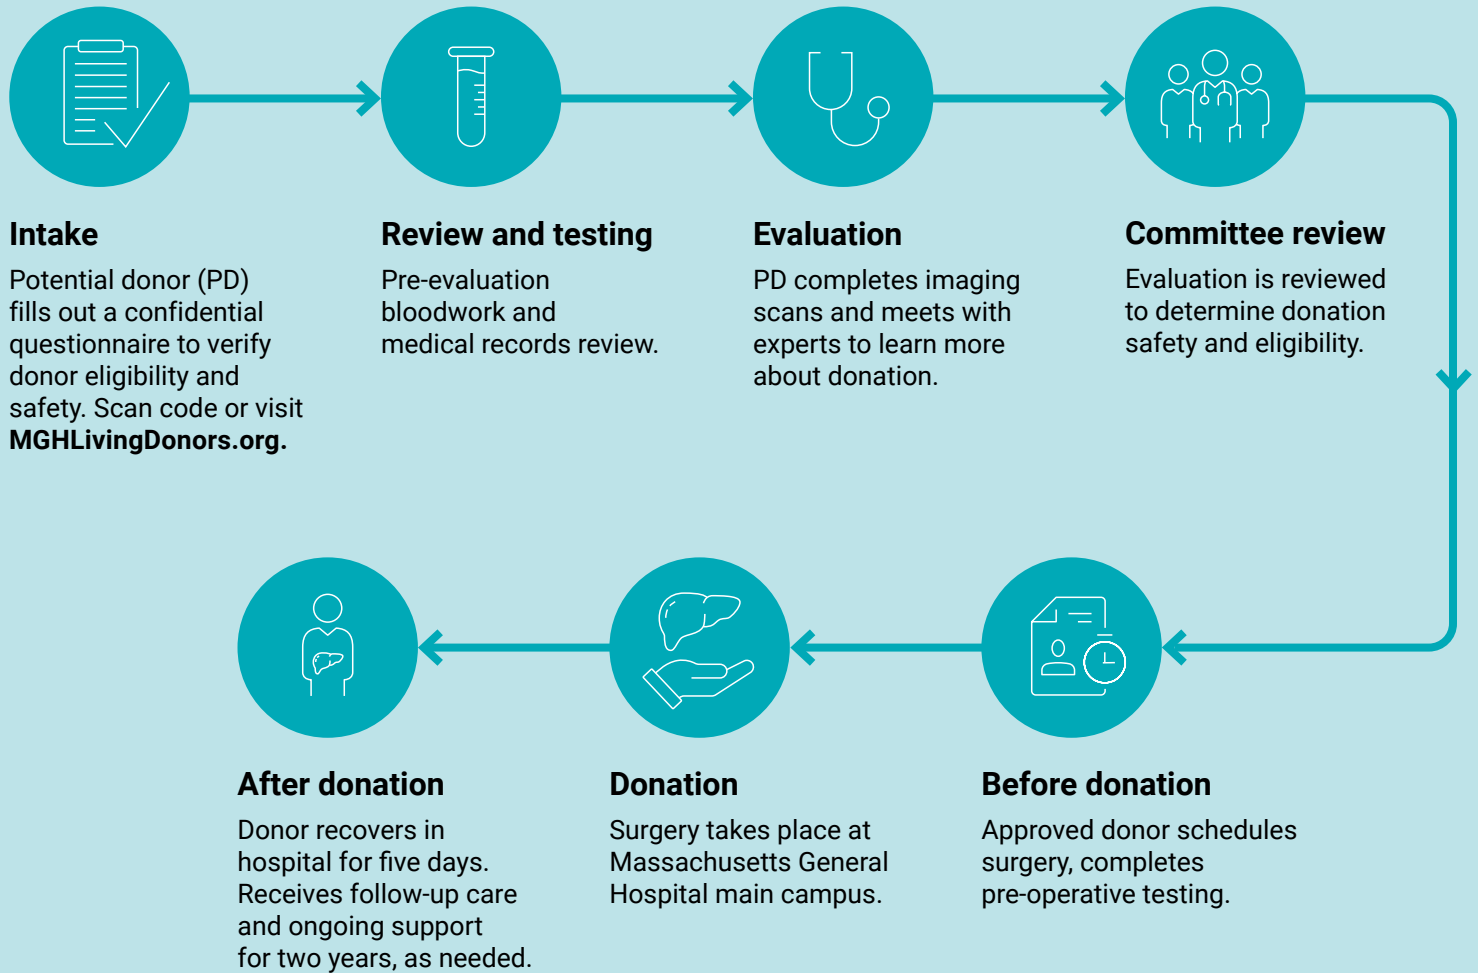 Intake
Potential donor (PD)
fills out a confidential
questionnaire to verify
donor eligibility and
safety. Scan code or visit
MGHLivingDonors.org.
Review and testing
Pre-evaluation
bloodwork and
medical records review.
Evaluation
PD completes imaging
scans and meets with
experts to learn more
about donation.
Committee review
Evaluation is reviewed
to determine donation
safety and eligibility.
Before donation
Approved donor schedules
surgery, completes
pre-operative testing.
Donation
Surgery takes place at
Massachusetts General
Hospital main campus.
After donation
Donor recovers in
hospital for five days.
Receives follow-up care
and ongoing support
for two years, as needed.